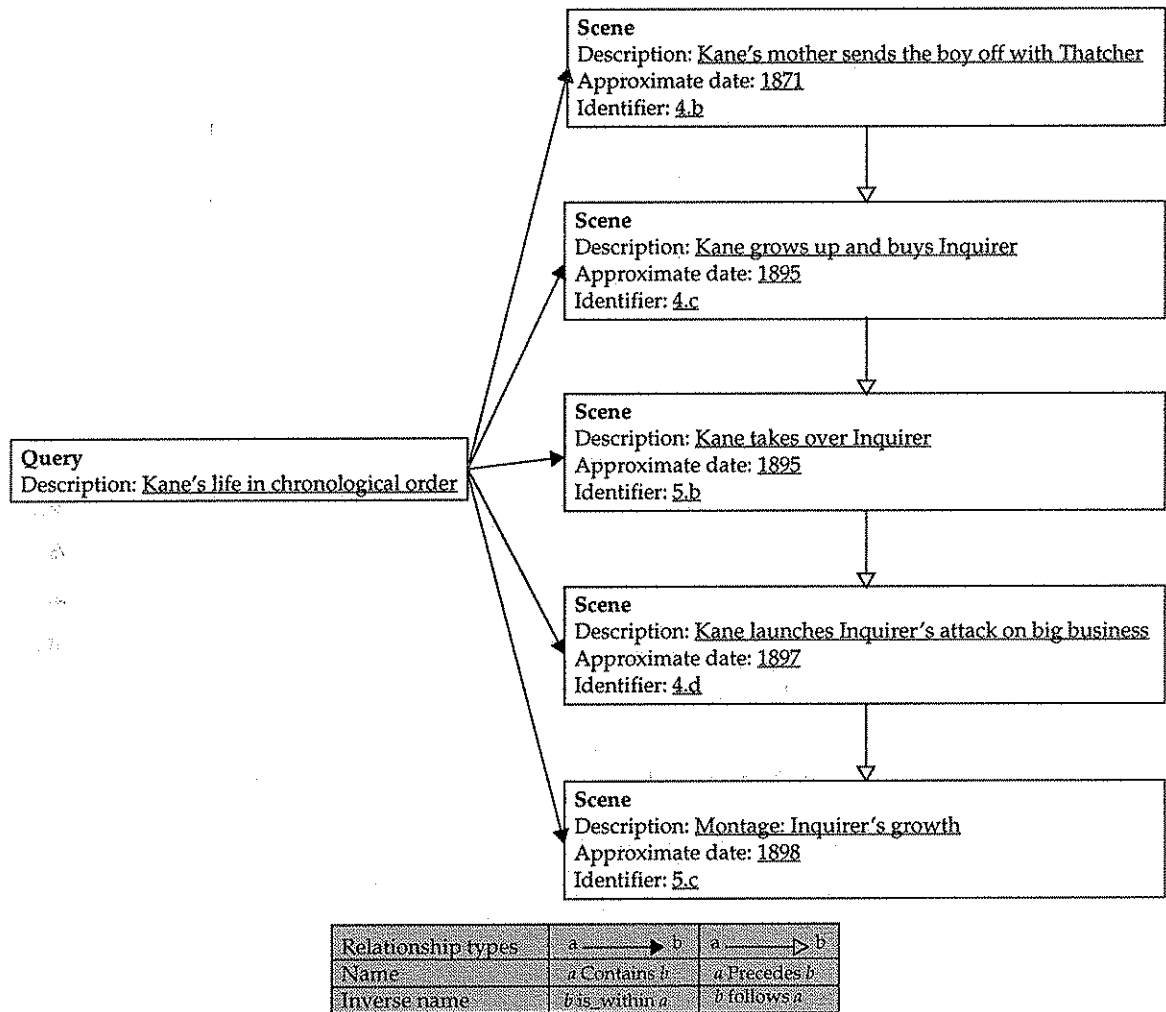 Scene
Description: Kane's mother sends the boy off with Thatcher
Approximate date: 1871
Identifier: 4.b
Scene
Description: Kane grows up and buys Inquirer
Approximate date: 1895
Identifier: 4.c
Scene
Description: Kane takes over Inquirer
Approximate date: 1895
Identifier: 5.b
Query
Description: Kane's life in chronological order
Scene
Description: Kane launches Inquirer's attack on big business
Approximate date: 1897
Identifier: 4.d
Scene
Description: Montage: Inquirer's growth
Approximate date: 1898
Identifier: 5.c
Relationship types a b a b
Name a Contains b a Precedes b
Inverse name b is_within a b follows a